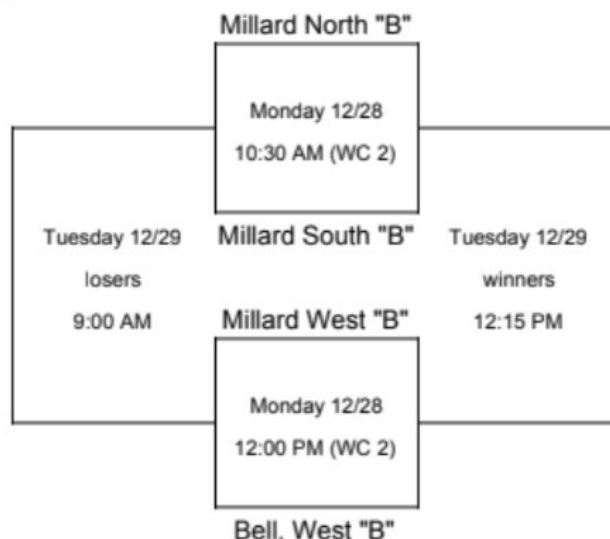 Millard North "B"
Monday 12/28
10:30 AM (WC 2)
Millard South "B"
Tuesday 12/29
losers
9:00 AM
Tuesday 12/29
winners
12:15 PM
Millard West "B"
Monday 12/28
12:00 PM (WC 2)
Bell. West "B"